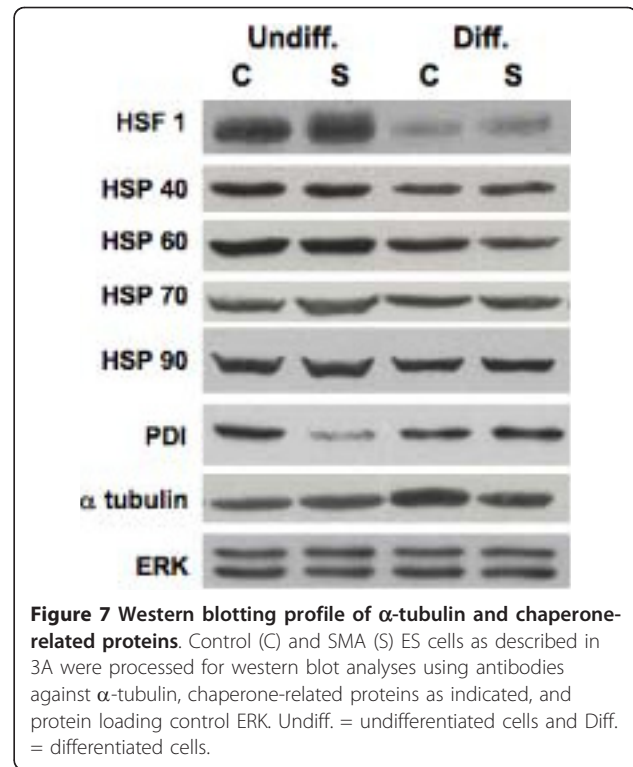 Undiff. Diff.
C S C S
HSF 1
HSP 40
HSP 60
HSP 70
HSP 90
PDI
α tubulin
ERK
Figure 7 Western blotting profile of α-tubulin and chaperone-
related proteins. Control (C) and SMA (S) ES cells as described in
3A were processed for western blot analyses using antibodies
against α-tubulin, chaperone-related proteins as indicated, and
protein loading control ERK. Undiff. = undifferentiated cells and Diff.
= differentiated cells.